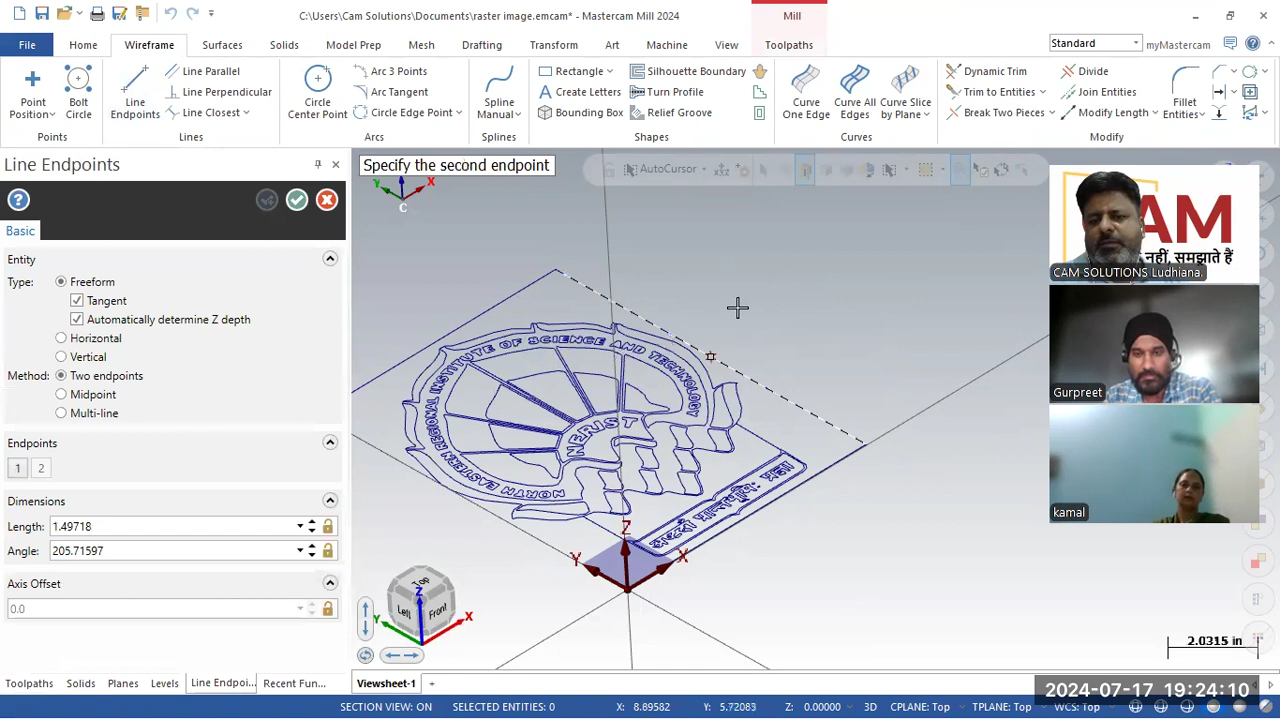 C:\Users\Cam Solutions\Documents\raster image.emcam* - Mastercam Mill 2024
Mill
File Home Wireframe Surfaces Solids Model Prep Mesh Drafting Transform Art Machine View Toolpaths
Standard myMastercam
Point Position
Bolt Circle
Line Endpoints
Line Parallel
Line Perpendicular
Line Closest
Circle Center Point
Arc 3 Points
Arc Tangent
Circle Edge Point
Spline Manual
Rectangle
Create Letters
Bounding Box
Silhouette Boundary
Turn Profile
Relief Groove
Curve One Edge
Curve All Edges
Curve Slice by Plane
Dynamic Trim
Trim to Entities
Break Two Pieces
Divide
Join Entities
Modify Length
Fillet Entities
Points Lines Arcs Splines Shapes Curves Modify
Line Endpoints
Basic
Entity
Type: Freeform
Tangent
Automatically determine Z depth
Horizontal
Vertical
Method: Two endpoints
Midpoint
Multi-line
Endpoints
1 2
Dimensions
Length: 1.49718
Angle: 205.71597
Axis Offset
0.0
Toolpaths Solids Planes Levels Line Endpoi... Recent Fun...
Specify the second endpoint
AutoCursor
Y X
C
NORTH EASTERN REGIONAL INSTITUTE OF SCIENCE AND TECHNOLOGY
NERIST
Z
Y X
Top
Left Front
Z
Y X
AM
नहीं, समझाते हैं
CAM SOLUTIONS Ludhiana.
Gurpreet
kamal
2.0315 in
Viewsheet-1
2024-07-17 19:24:10
SECTION VIEW: ON SELECTED ENTITIES: 0 X: 8.89582 Y: 5.72083 Z: 0.00000 3D CPLANE: Top TPLANE: Top WCS: Top